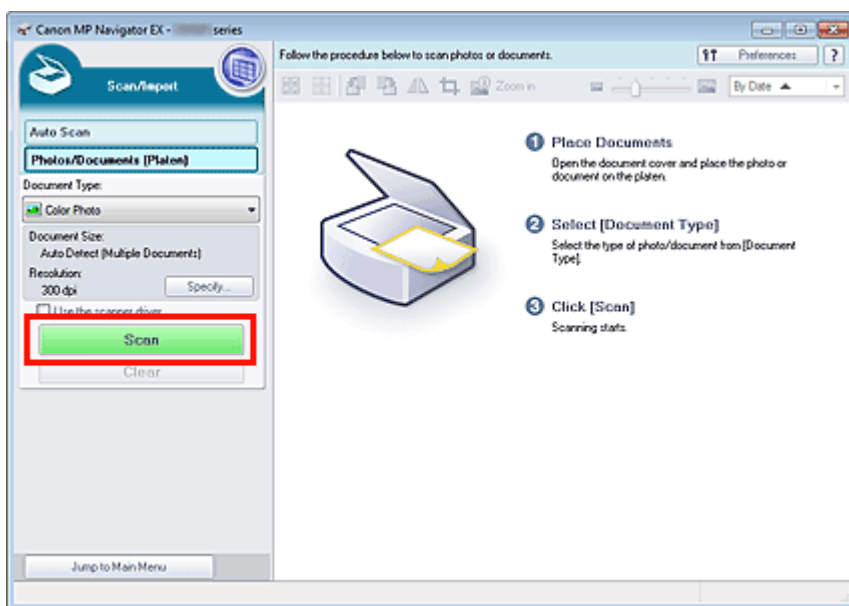 Canon MP Navigator EX - series
Scan/Import
Follow the procedure below to scan photos or documents.
Preferences
?
Zoom in
By Date ▲
Auto Scan
Photos/Documents (Platen)
Document Type:
Color Photo
Document Size:
Auto Detect (Multiple Documents)
Resolution:
300 dpi
Specify...
Use the scanner driver
Scan
Clear
1 Place Documents
Open the document cover and place the photo or
document on the platen.
2 Select [Document Type]
Select the type of photo/document from [Document
Type].
3 Click [Scan]
Scanning starts.
Jump to Main Menu